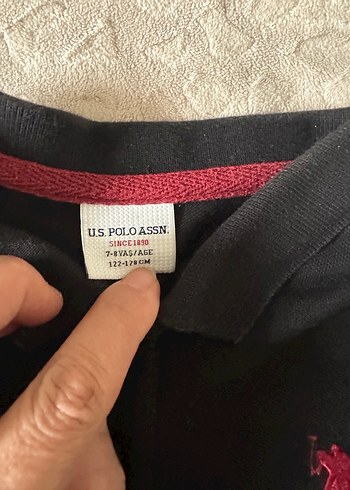 U.S. POLO ASSN.
SINCE 1890
7-8 YAŞ/AGE
122-128 CM